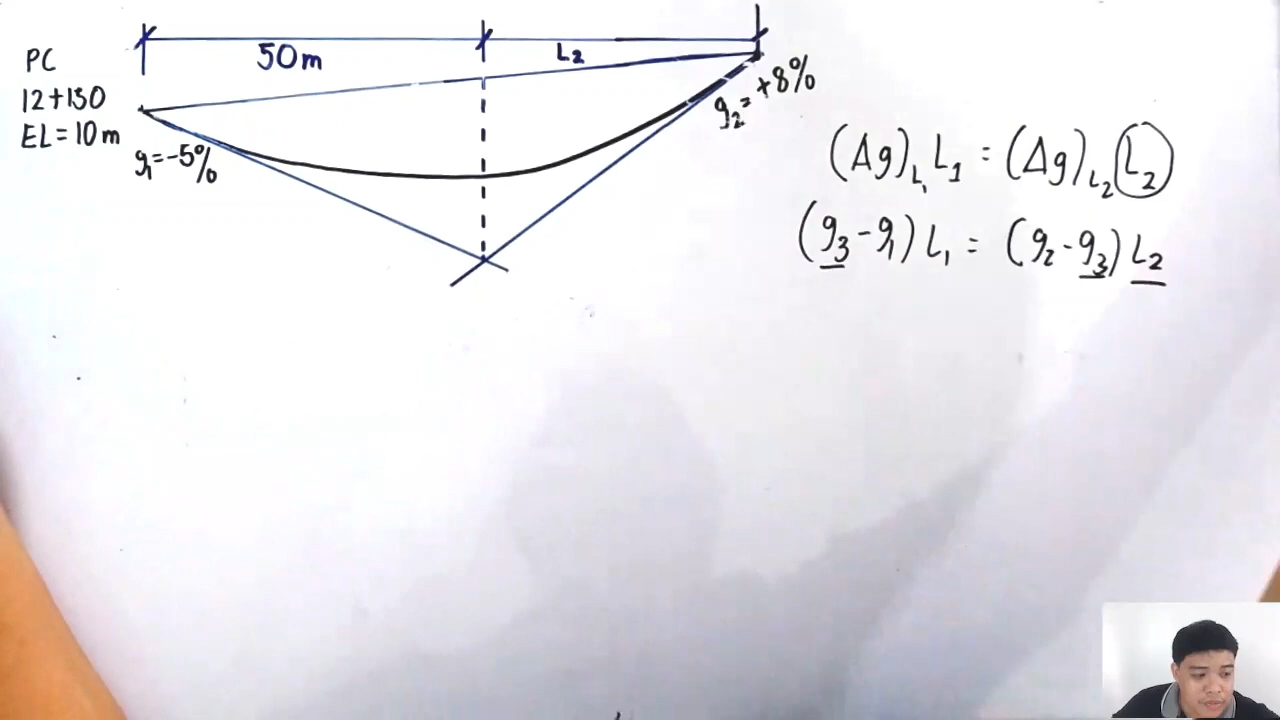 50m
L₂
PC
12+130
EL=10m
g₁=-5%
g₂=+8%
(Δg)L₁ L₁ = (Δg)L₂ L₂
(g₃-g₁) L₁ = (g₂-g₃) L₂